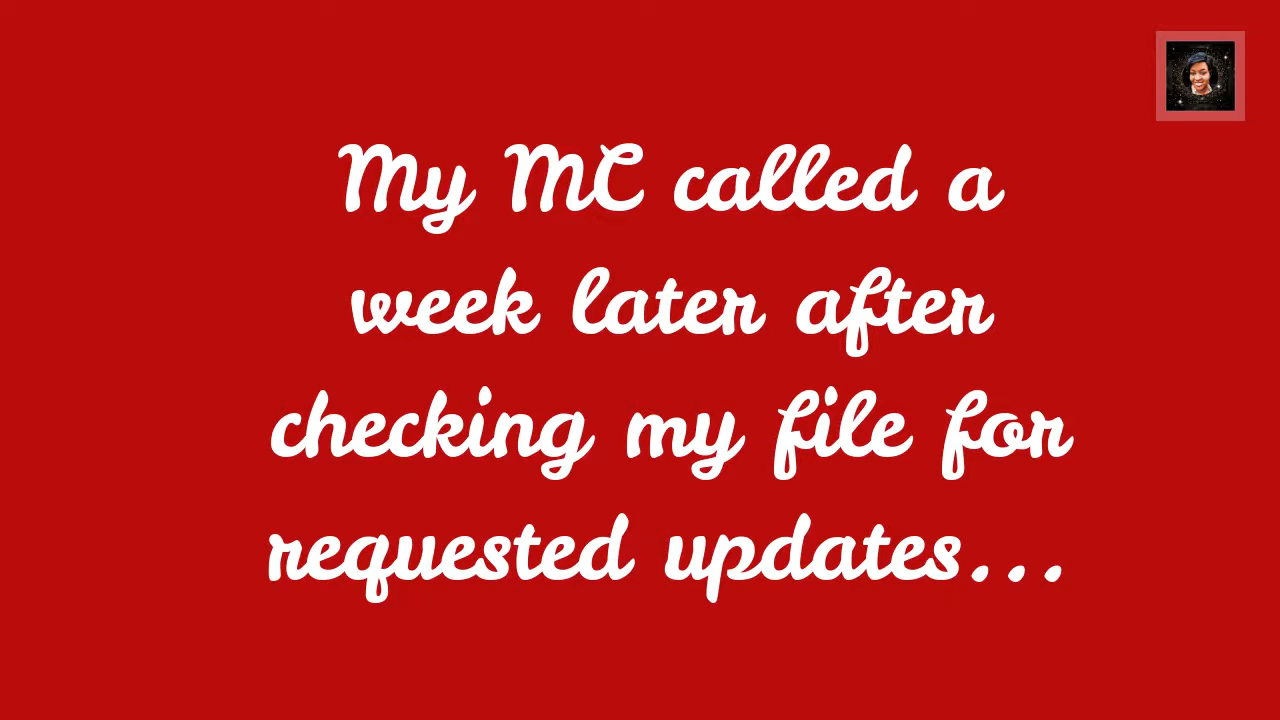 My MC called a
week later after
checking my file for
requested updates...